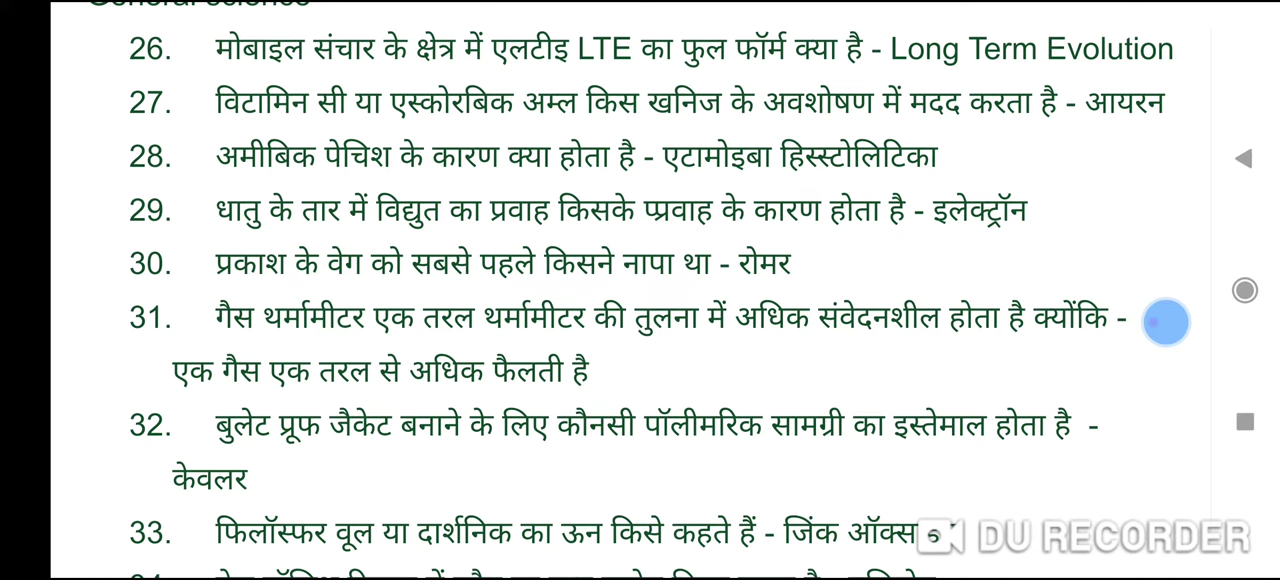 General science
26. मोबाइल संचार के क्षेत्र में एलटीइ LTE का फुल फॉर्म क्या है - Long Term Evolution
27. विटामिन सी या एस्कोरबिक अम्ल किस खनिज के अवशोषण में मदद करता है - आयरन
28. अमीबिक पेचिश के कारण क्या होता है - एटामोइबा हिस्स्टोलिटिका
29. धातु के तार में विद्युत का प्रवाह किसके प्प्रवाह के कारण होता है - इलेक्ट्रॉन
30. प्रकाश के वेग को सबसे पहले किसने नापा था - रोमर
31. गैस थर्मामीटर एक तरल थर्मामीटर की तुलना में अधिक संवेदनशील होता है क्योंकि -
एक गैस एक तरल से अधिक फैलती है
32. बुलेट प्रूफ जैकेट बनाने के लिए कौनसी पॉलीमरिक सामग्री का इस्तेमाल होता है -
केवलर
33. फिलॉस्फर वूल या दार्शनिक का ऊन किसे कहते हैं - जिंक
DU RECORDER